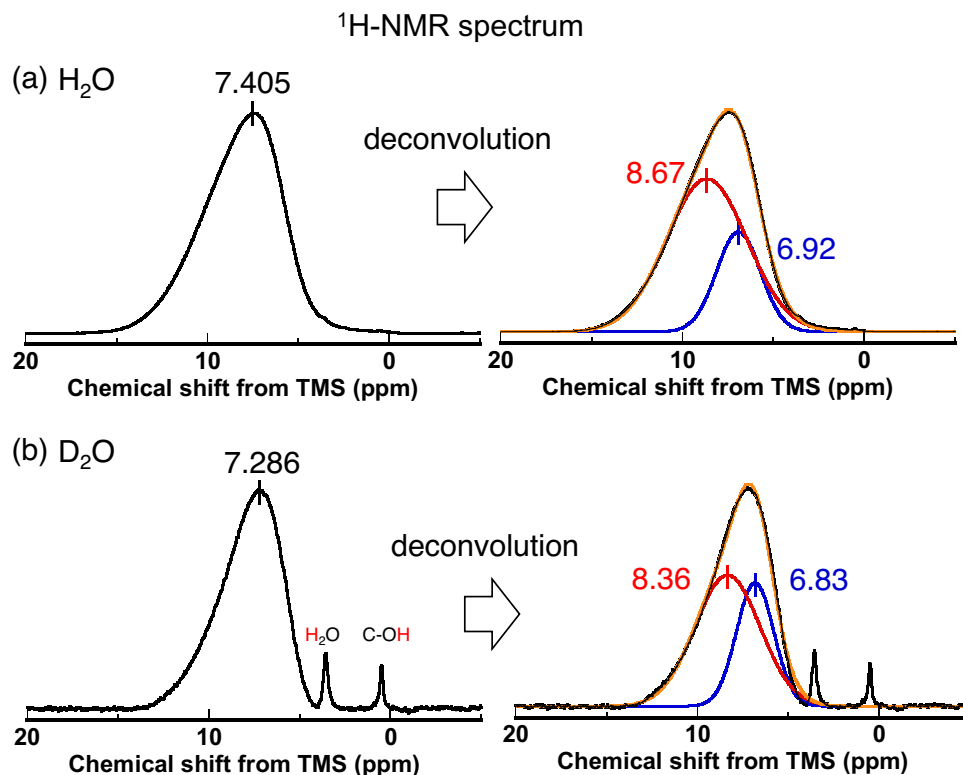 ¹H-NMR spectrum
(a) H₂O
7.405
deconvolution
8.67
6.92
20 10 0
Chemical shift from TMS (ppm)
20 10 0
Chemical shift from TMS (ppm)
(b) D₂O
7.286
H₂O C-OH
deconvolution
8.36
6.83
20 10 0
Chemical shift from TMS (ppm)
20 10 0
Chemical shift from TMS (ppm)